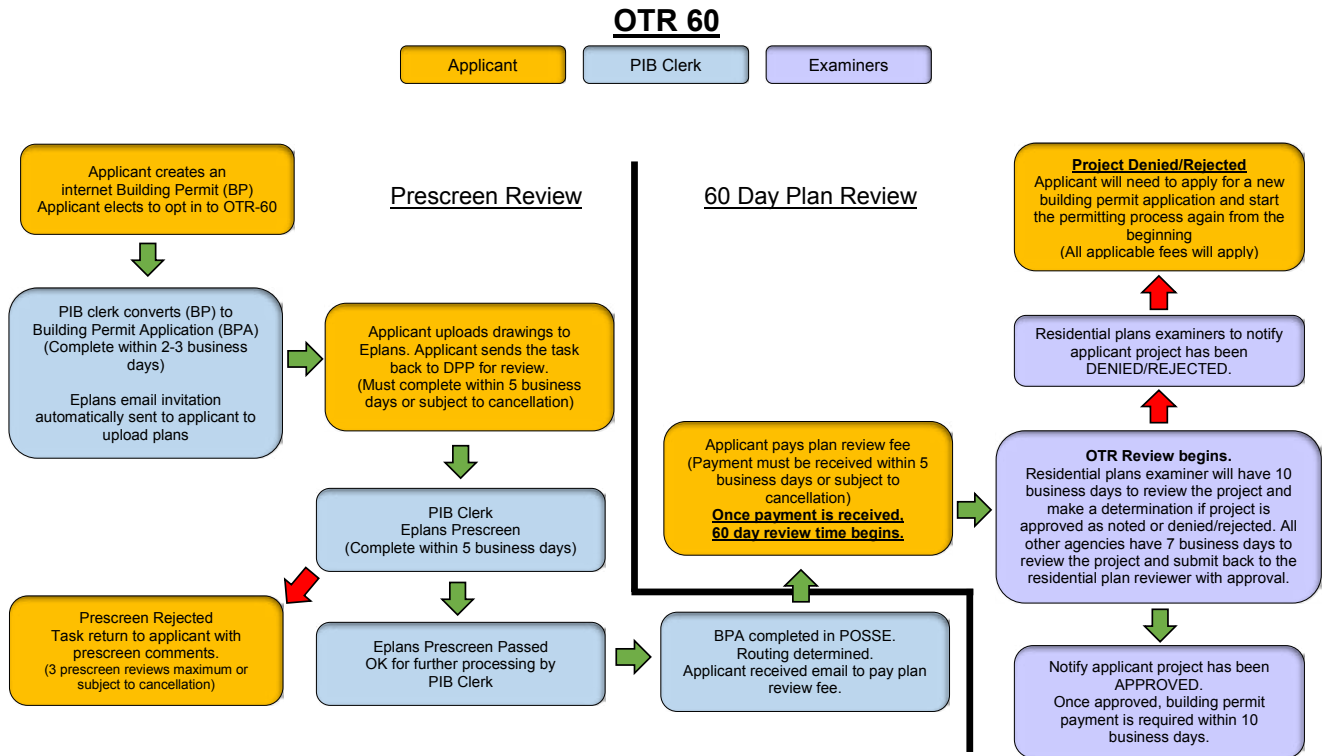 OTR 60
Applicant
PIB Clerk
Examiners
Prescreen Review
Applicant creates an
internet Building Permit (BP)
Applicant elects to opt in to OTR-60
PIB clerk converts (BP) to
Building Permit Application (BPA)
(Complete within 2-3 business
days)
Eplans email invitation
automatically sent to applicant to
upload plans
Applicant uploads drawings to
Eplans. Applicant sends the task
back to DPP for review.
(Must complete within 5 business
days or subject to cancellation)
PIB Clerk
Eplans Prescreen
(Complete within 5 business days)
Prescreen Rejected
Task return to applicant with
prescreen comments.
(3 prescreen reviews maximum or
subject to cancellation)
Eplans Prescreen Passed
OK for further processing by
PIB Clerk
BPA completed in POSSE.
Routing determined.
Applicant received email to pay plan
review fee.
60 Day Plan Review
Applicant pays plan review fee
(Payment must be received within 5
business days or subject to
cancellation)
Once payment is received,
60 day review time begins.
OTR Review begins.
Residential plans examiner will have 10
business days to review the project and
make a determination if project is
approved as noted or denied/rejected. All
other agencies have 7 business days to
review the project and submit back to the
residential plan reviewer with approval.
Residential plans examiners to notify
applicant project has been
DENIED/REJECTED.
Project Denied/Rejected
Applicant will need to apply for a new
building permit application and start
the permitting process again from the
beginning
(All applicable fees will apply)
Notify applicant project has been
APPROVED.
Once approved, building permit
payment is required within 10
business days.